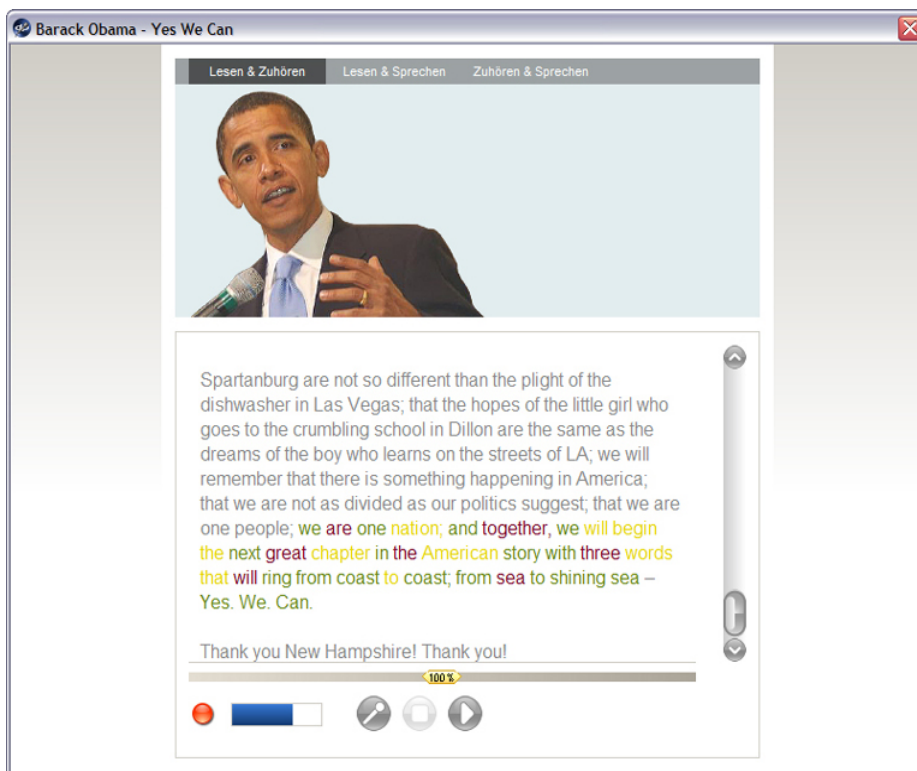 Barack Obama - Yes We Can
Lesen & Zuhören Lesen & Sprechen Zuhören & Sprechen
Spartanburg are not so different than the plight of the
dishwasher in Las Vegas; that the hopes of the little girl who
goes to the crumbling school in Dillon are the same as the
dreams of the boy who learns on the streets of LA; we will
remember that there is something happening in America;
that we are not as divided as our politics suggest; that we are
one people; we are one nation; and together, we will begin
the next great chapter in the American story with three words
that will ring from coast to coast; from sea to shining sea –
Yes. We. Can.
Thank you New Hampshire! Thank you!
100 %